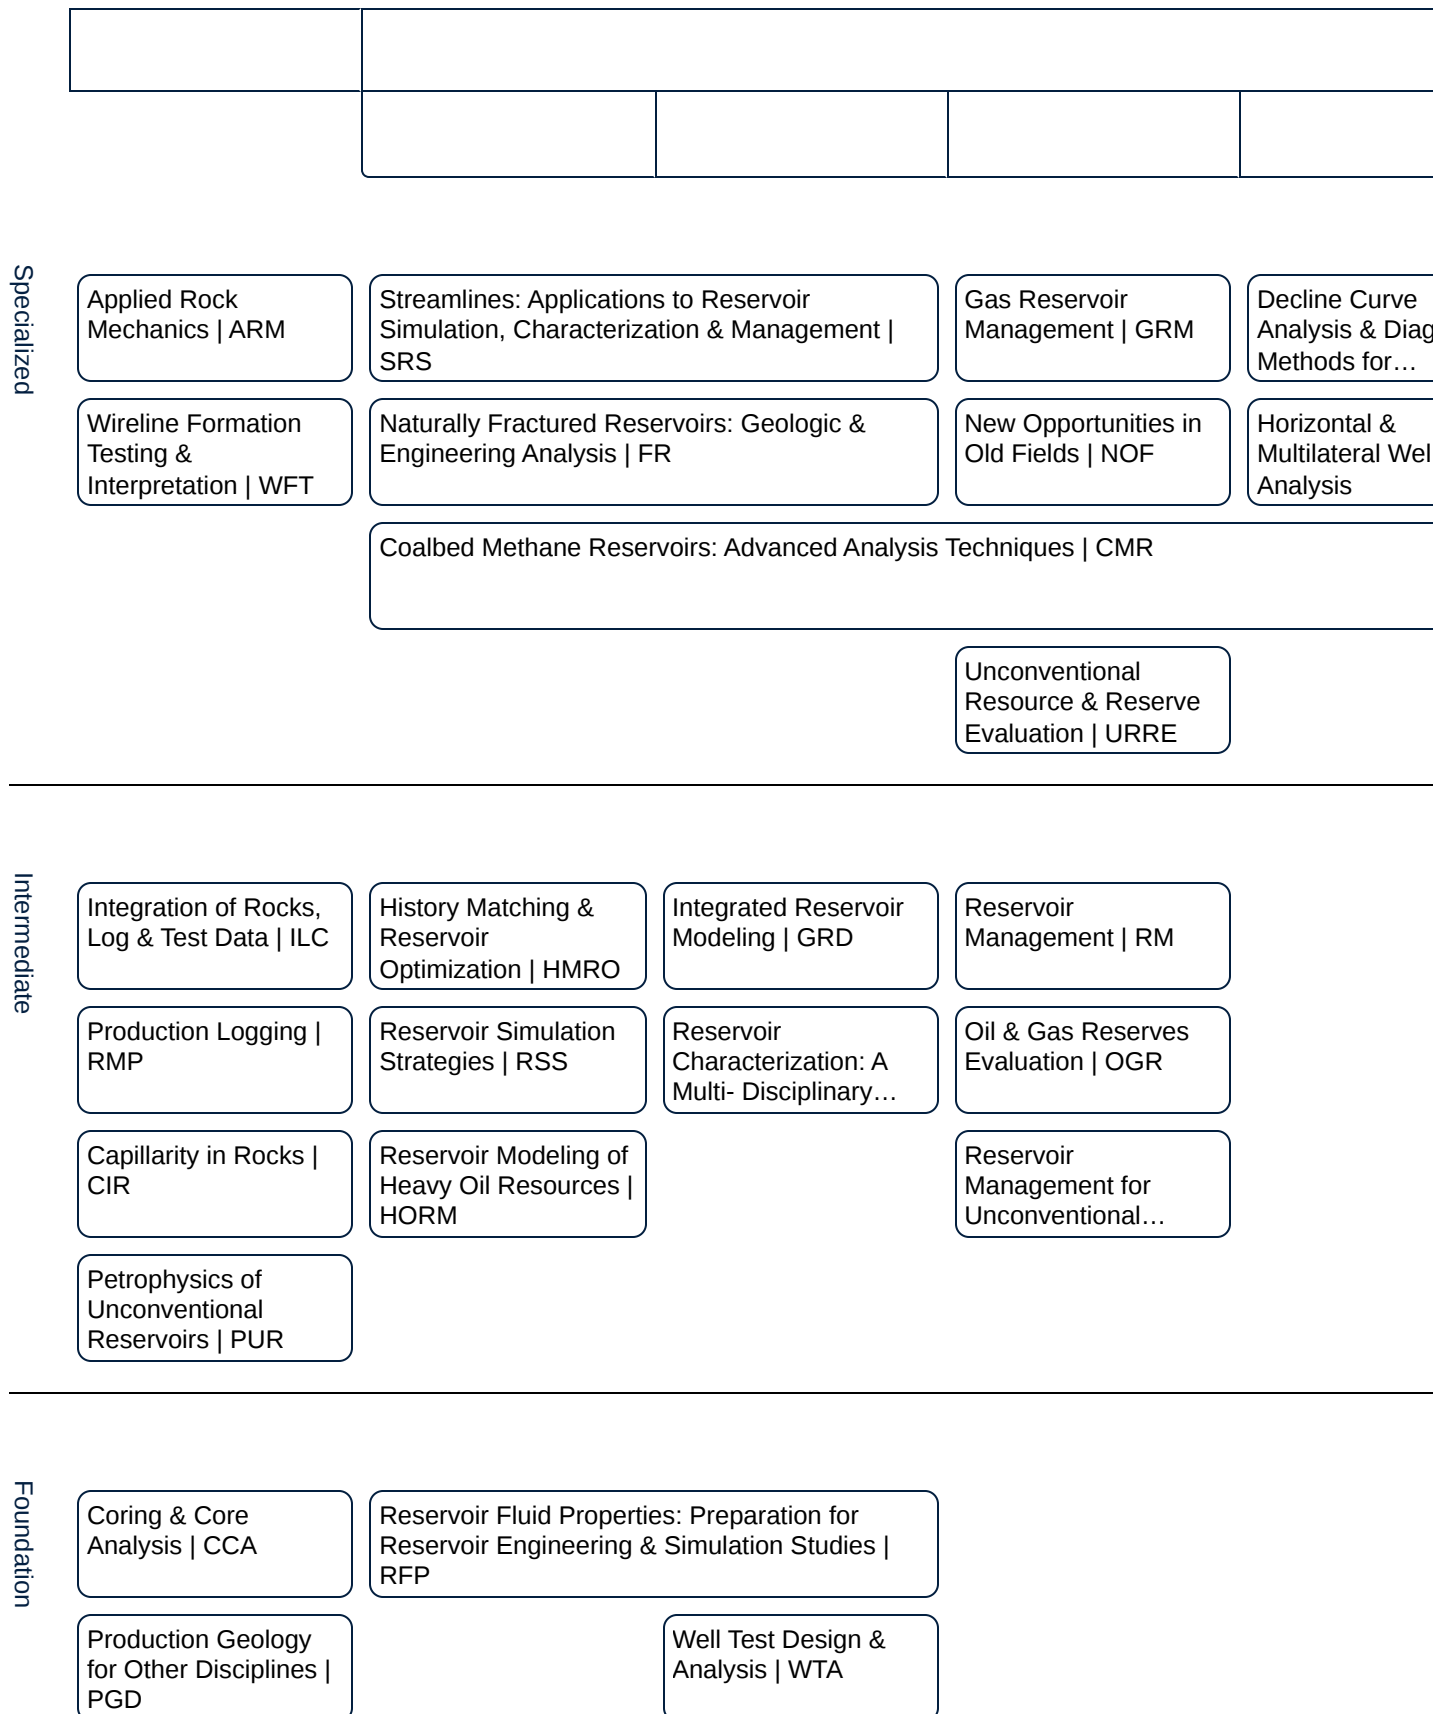 Specialized
Applied Rock
Mechanics | ARM
Streamlines: Applications to Reservoir
Simulation, Characterization & Management |
SRS
Gas Reservoir
Management | GRM
Decline Curve
Analysis & Diag
Methods for…
Wireline Formation
Testing &
Interpretation | WFT
Naturally Fractured Reservoirs: Geologic &
Engineering Analysis | FR
New Opportunities in
Old Fields | NOF
Horizontal &
Multilateral Wel
Analysis
Coalbed Methane Reservoirs: Advanced Analysis Techniques | CMR
Unconventional
Resource & Reserve
Evaluation | URRE
Intermediate
Integration of Rocks,
Log & Test Data | ILC
History Matching &
Reservoir
Optimization | HMRO
Integrated Reservoir
Modeling | GRD
Reservoir
Management | RM
Production Logging |
RMP
Reservoir Simulation
Strategies | RSS
Reservoir
Characterization: A
Multi- Disciplinary…
Oil & Gas Reserves
Evaluation | OGR
Capillarity in Rocks |
CIR
Reservoir Modeling of
Heavy Oil Resources |
HORM
Reservoir
Management for
Unconventional…
Petrophysics of
Unconventional
Reservoirs | PUR
Foundation
Coring & Core
Analysis | CCA
Reservoir Fluid Properties: Preparation for
Reservoir Engineering & Simulation Studies |
RFP
Production Geology
for Other Disciplines |
PGD
Well Test Design &
Analysis | WTA